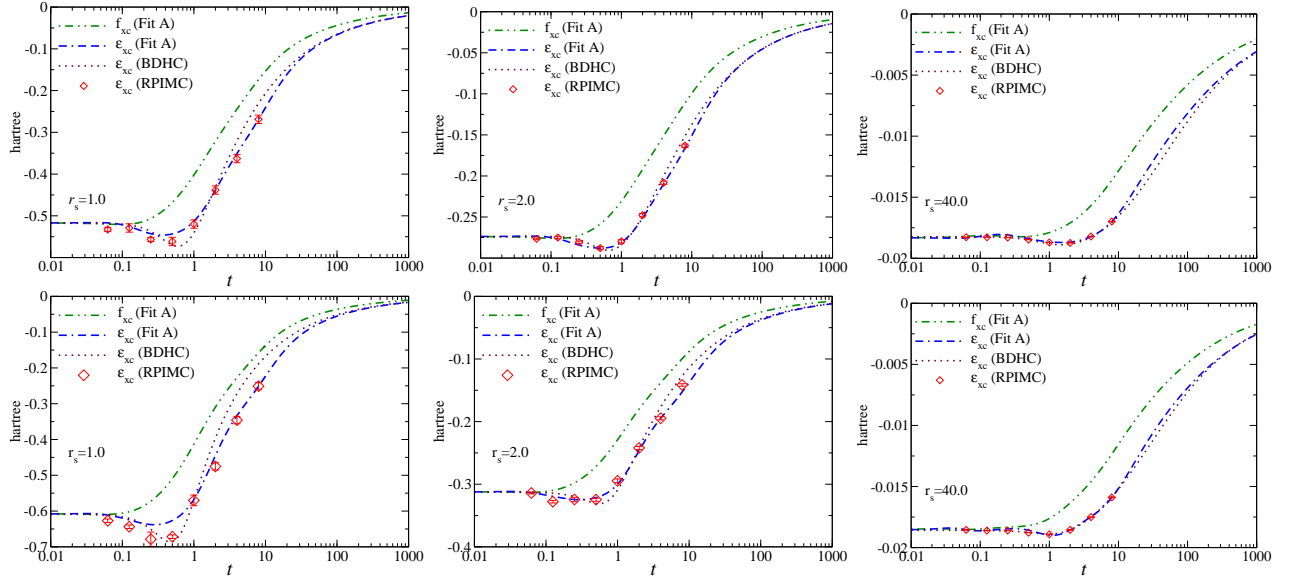 0
-0.1
-0.2
-0.3
-0.4
-0.5
hartree
f_xc (Fit A)
ε_xc (Fit A)
ε_xc (BDHC)
ε_xc (RPIMC)
r_s=1.0
0.01 0.1 1 10 100 1000
t
0
-0.05
-0.1
-0.15
-0.2
-0.25
hartree
f_xc (Fit A)
ε_xc (Fit A)
ε_xc (BDHC)
ε_xc (RPIMC)
r_s=2.0
0.01 0.1 1 10 100 1000
t
0
-0.005
-0.01
-0.015
-0.02
hartree
f_xc (Fit A)
ε_xc (Fit A)
ε_xc (BDHC)
ε_xc (RPIMC)
r_s=40.0
0.01 0.1 1 10 100 1000
t
0
-0.1
-0.2
-0.3
-0.4
-0.5
-0.6
-0.7
hartree
f_xc (Fit A)
ε_xc (Fit A)
ε_xc (BDHC)
ε_xc (RPIMC)
r_s=1.0
0.01 0.1 1 10 100 1000
t
0
-0.1
-0.2
-0.3
-0.4
hartree
f_xc (Fit A)
ε_xc (Fit A)
ε_xc (BDHC)
ε_xc (RPIMC)
r_s=2.0
0.01 0.1 1 10 100 1000
t
0
-0.005
-0.01
-0.015
-0.02
hartree
f_xc (Fit A)
ε_xc (Fit A)
ε_xc (BDHC)
ε_xc (RPIMC)
r_s=40.0
0.01 0.1 1 10 100 1000
t